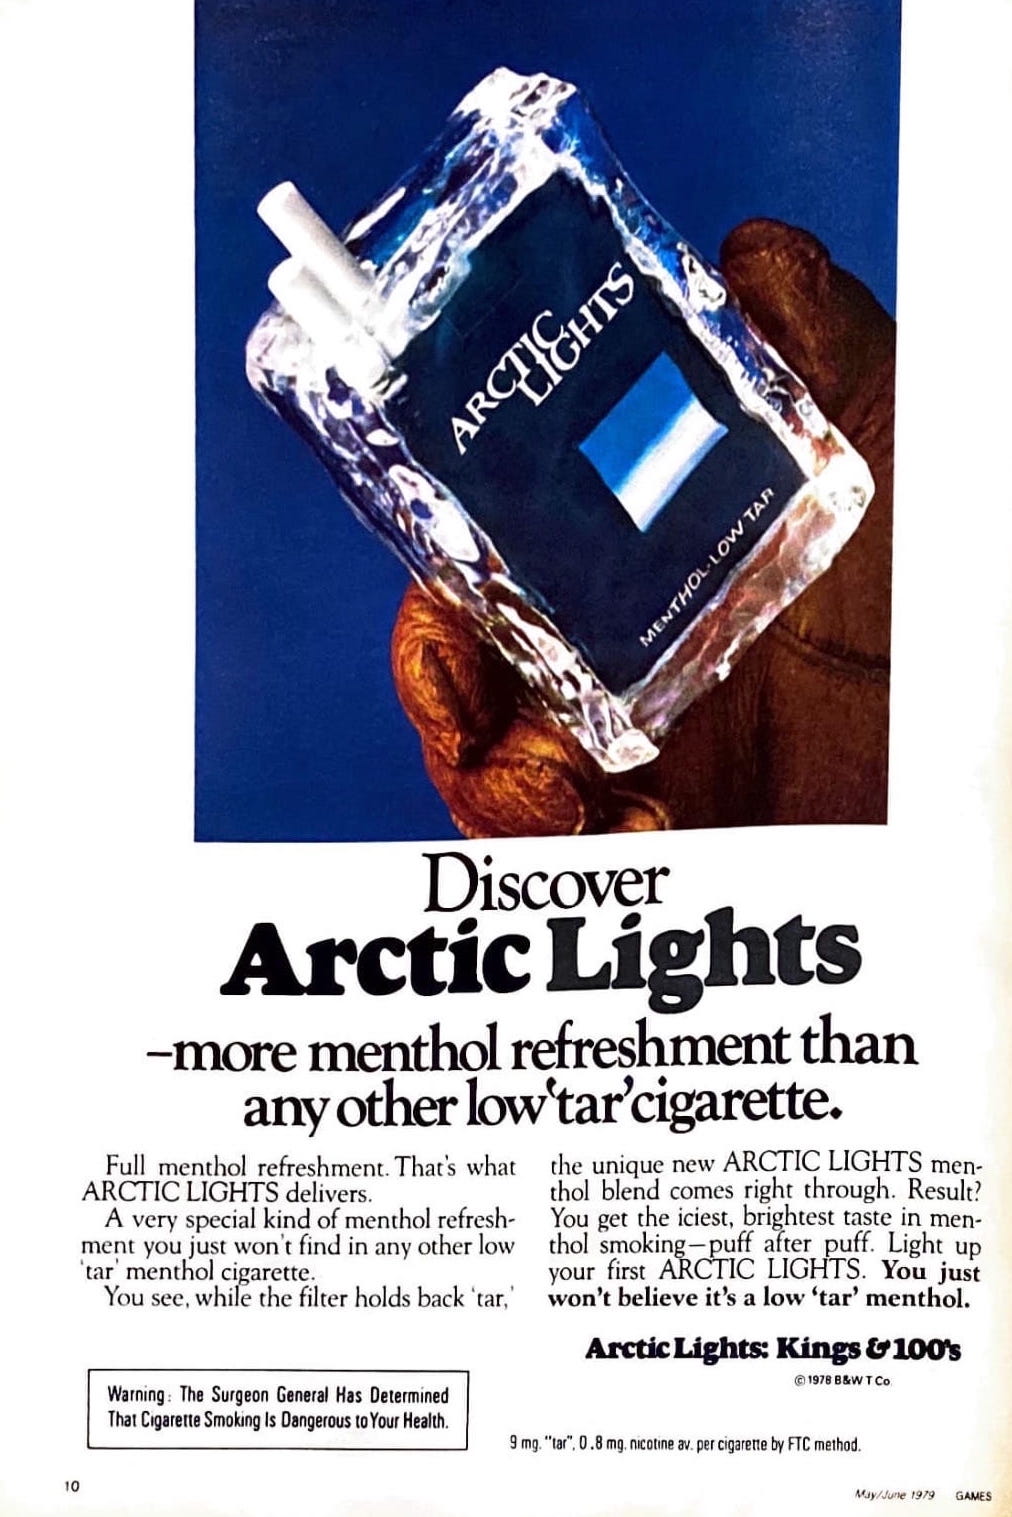 ARCTIC
LIGHTS
MENTHOL·LOW TAR
Discover
Arctic Lights
–more menthol refreshment than
any other low ‘tar’ cigarette.
Full menthol refreshment. That's what
ARCTIC LIGHTS delivers.
A very special kind of menthol refresh-
ment you just won't find in any other low
'tar' menthol cigarette.
You see, while the filter holds back 'tar,'
the unique new ARCTIC LIGHTS men-
thol blend comes right through. Result?
You get the iciest, brightest taste in men-
thol smoking—puff after puff. Light up
your first ARCTIC LIGHTS. You just
won't believe it's a low 'tar' menthol.
Arctic Lights: Kings & 100's
© 1978 B&W T Co.
Warning: The Surgeon General Has Determined
That Cigarette Smoking Is Dangerous to Your Health.
9 mg. "tar", 0.8 mg. nicotine av. per cigarette by FTC method.
10
May/June 1979 GAMES